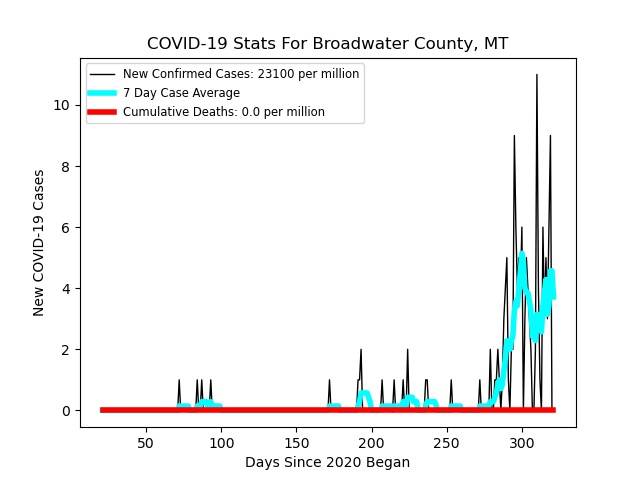 COVID-19 Stats For Broadwater County, MT
New Confirmed Cases: 23100 per million
7 Day Case Average
Cumulative Deaths: 0.0 per million
New COVID-19 Cases
10
8
6
4
2
0
50 100 150 200 250 300
Days Since 2020 Began